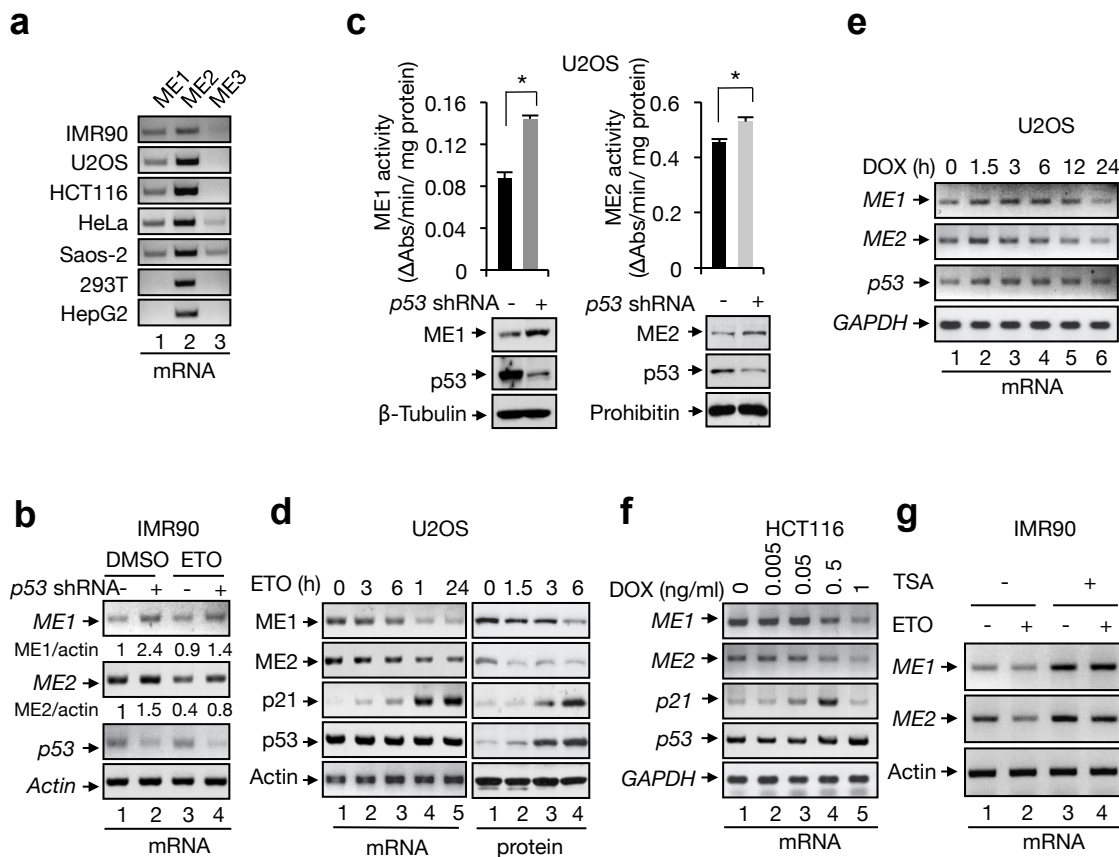 a
ME1 ME2 ME3
IMR90
U2OS
HCT116
HeLa
Saos-2
293T
HepG2
1 2 3
mRNA
b
IMR90
DMSO ETO
p53 shRNA - + - +
ME1
ME1/actin 1 2.4 0.9 1.4
ME2
ME2/actin 1 1.5 0.4 0.8
p53
Actin
1 2 3 4
mRNA
c
U2OS
ME1 activity
(ΔAbs/min/ mg protein)
0.16
0.12
0.08
0.04
0
*
p53 shRNA - +
ME1
p53
β-Tubulin
ME2 activity
(ΔAbs/min/ mg protein)
0.6
0.4
0.2
0
*
p53 shRNA - +
ME2
p53
Prohibitin
d
U2OS
ETO (h) 0 3 6 1 24 0 1.5 3 6
ME1
ME2
p21
p53
Actin
1 2 3 4 5 1 2 3 4
mRNA protein
e
U2OS
DOX (h) 0 1.5 3 6 12 24
ME1
ME2
p53
GAPDH
1 2 3 4 5 6
mRNA
f
HCT116
DOX (ng/ml) 0 0.005 0.05 0. 5 1
ME1
ME2
p21
p53
GAPDH
1 2 3 4 5
mRNA
g
IMR90
TSA - +
ETO - + - +
ME1
ME2
Actin
1 2 3 4
mRNA